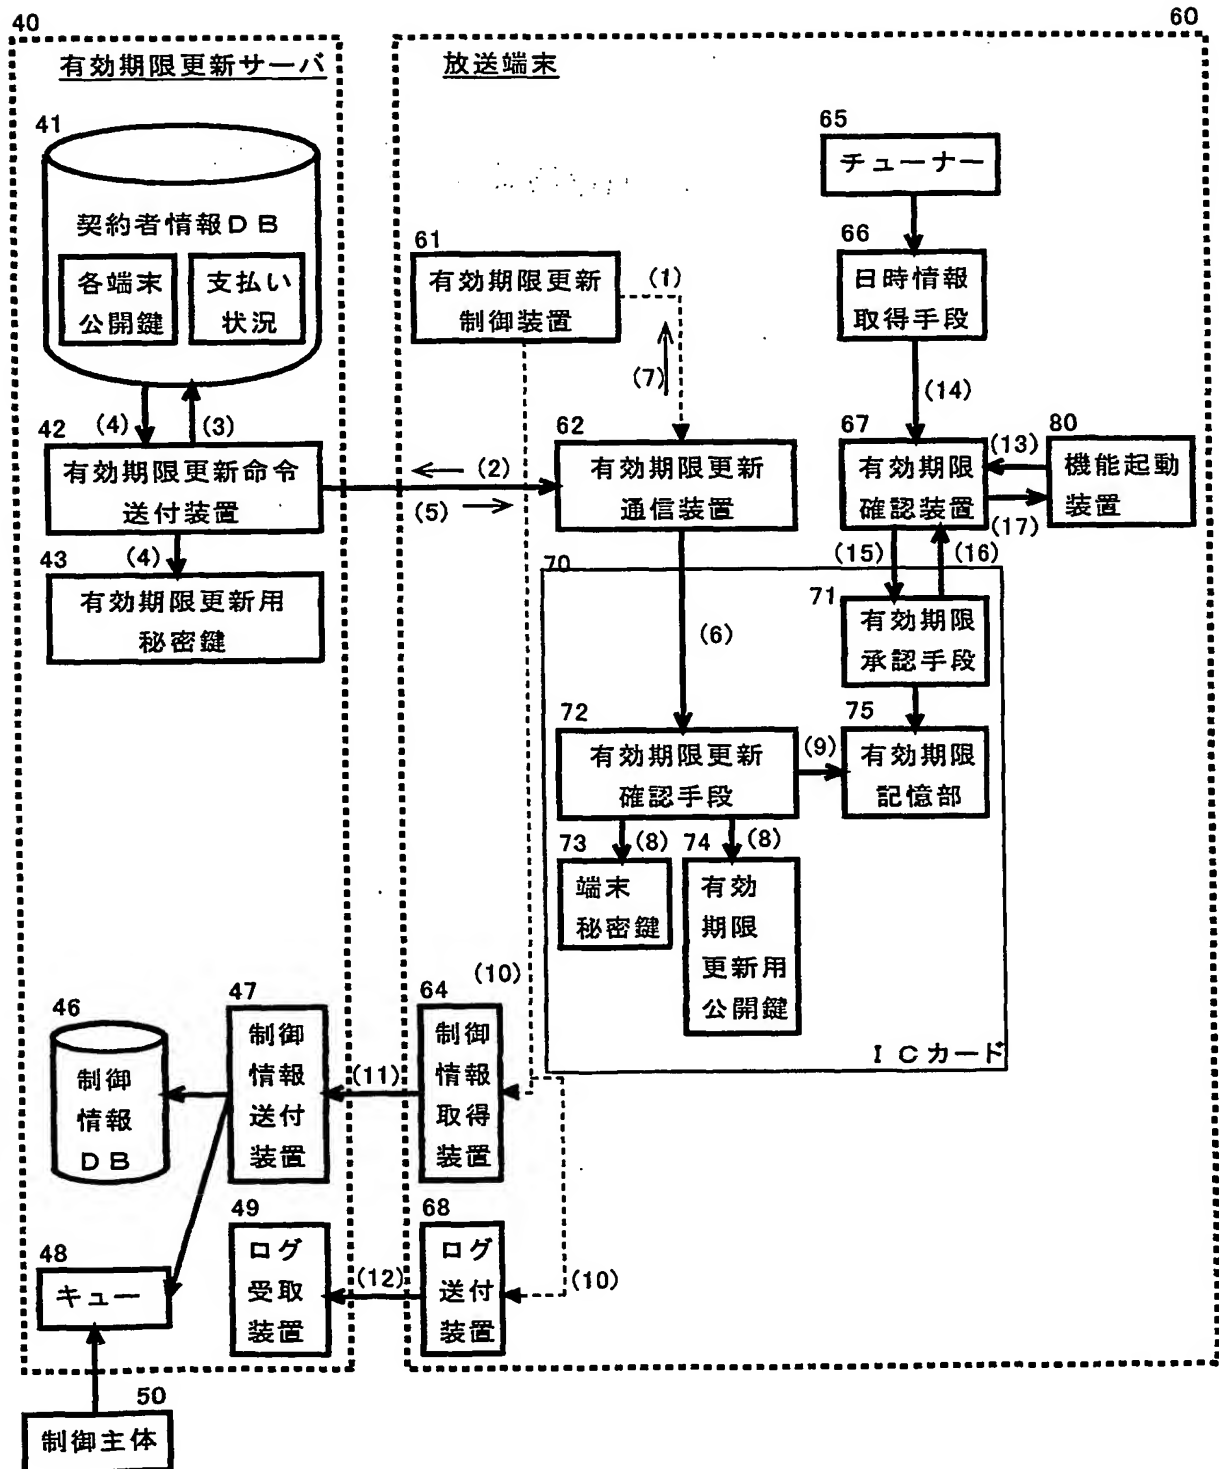 40
60
有効期限更新サーバ
放送端末
41
契約者情報DB
各端末
公開鍵
支払い
状況
(4)
(3)
42
有効期限更新命令
送付装置
(4)
43
有効期限更新用
秘密鍵
61
有効期限更新
制御装置
(1)
(7)
(2)
(5)
62
有効期限更新
通信装置
65
チューナー
66
日時情報
取得手段
(14)
67
有効期限
確認装置
(13)
(17)
80
機能起動
装置
(15)
(16)
70
71
有効期限
承認手段
(6)
72
有効期限更新
確認手段
(9)
75
有効期限
記憶部
73
(8)
74
(8)
端末
秘密鍵
有効
期限
更新用
公開鍵
ICカード
(10)
46
制御
情報
DB
47
制御
情報
送付
装置
(11)
64
制御
情報
取得
装置
48
キュー
49
ログ
受取
装置
(12)
68
ログ
送付
装置
(10)
50
制御主体